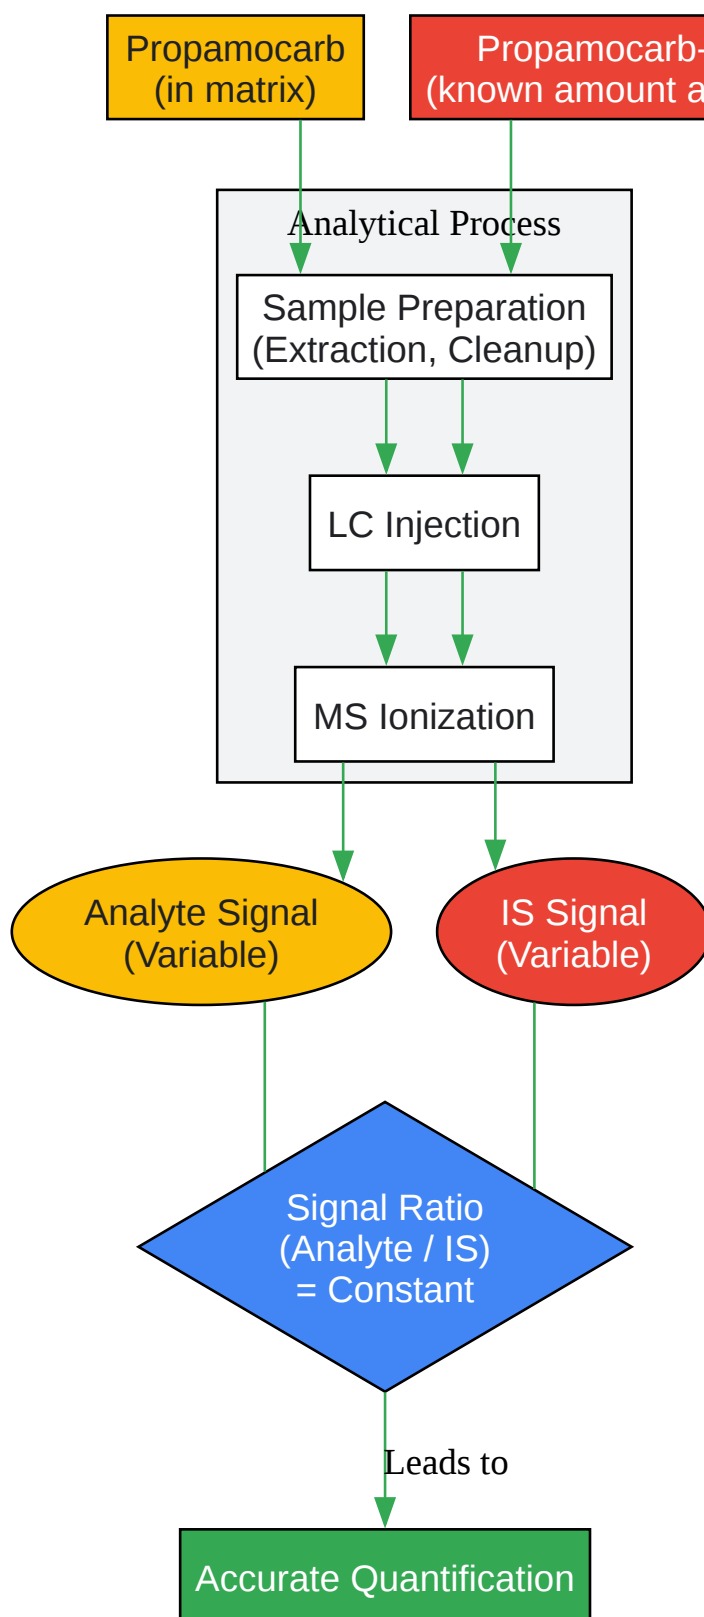 Propamocarb
(in matrix)
Propamocarb-
(known amount a
Analytical Process
Sample Preparation
(Extraction, Cleanup)
LC Injection
MS Ionization
Analyte Signal
(Variable)
IS Signal
(Variable)
Signal Ratio
(Analyte / IS)
= Constant
Leads to
Accurate Quantification